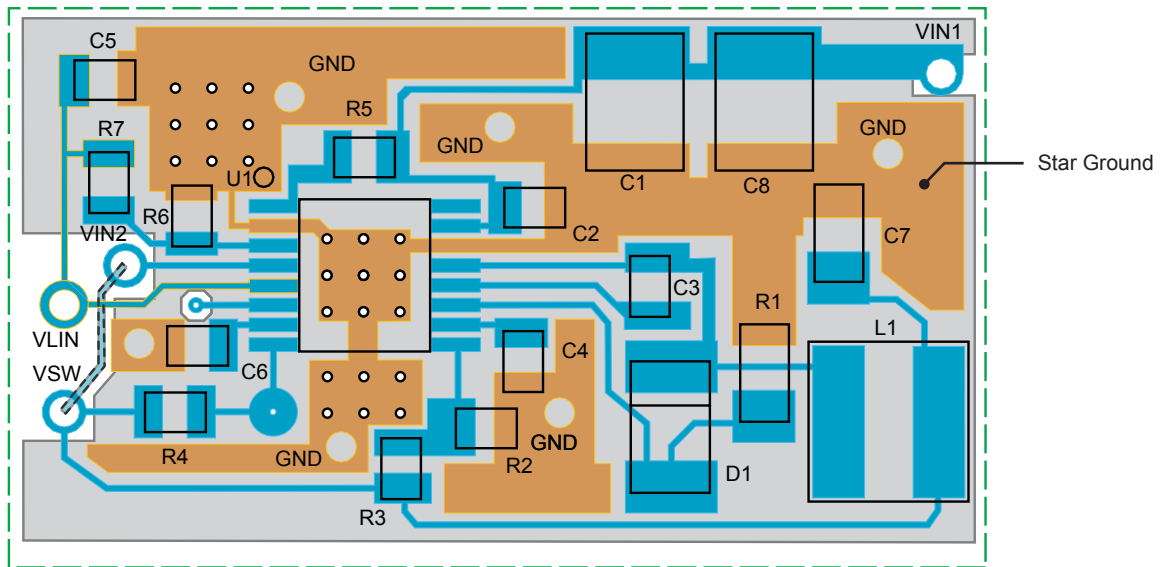 C5
GND
VIN1
R7
R5
GND
GND
Star Ground
U1
C1
C8
R6
VIN2
C2
C7
C3
R1
VLIN
L1
VSW
C6
C4
R4
GND
R2
GND
D1
R3